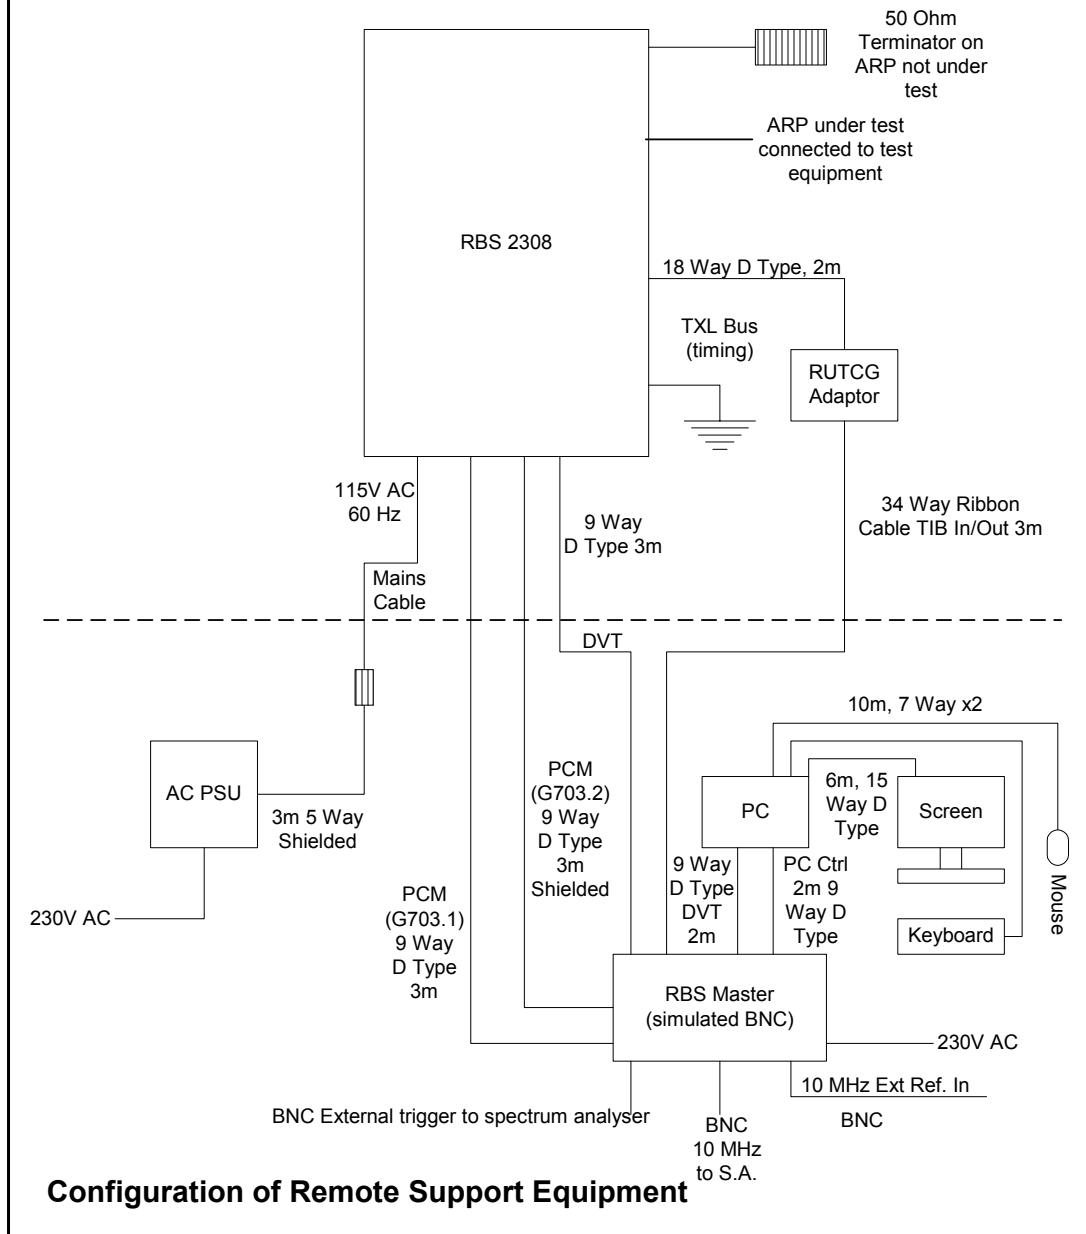 50 Ohm
Terminator on
ARP not under
test
ARP under test
connected to test
equipment
RBS 2308
18 Way D Type, 2m
TXL Bus
(timing)
RUTCG
Adaptor
115V AC
60 Hz
9 Way
D Type 3m
34 Way Ribbon
Cable TIB In/Out 3m
Mains
Cable
DVT
10m, 7 Way x2
AC PSU
3m 5 Way
Shielded
PCM
(G703.2)
9 Way
D Type
3m
Shielded
PC
6m, 15
Way D
Type
Screen
Mouse
230V AC
PCM
(G703.1)
9 Way
D Type
3m
9 Way
D Type
DVT
2m
PC Ctrl
2m 9
Way D
Type
Keyboard
RBS Master
(simulated BNC)
230V AC
10 MHz Ext Ref. In
BNC
BNC External trigger to spectrum analyser
BNC
10 MHz
to S.A.
Configuration of Remote Support Equipment